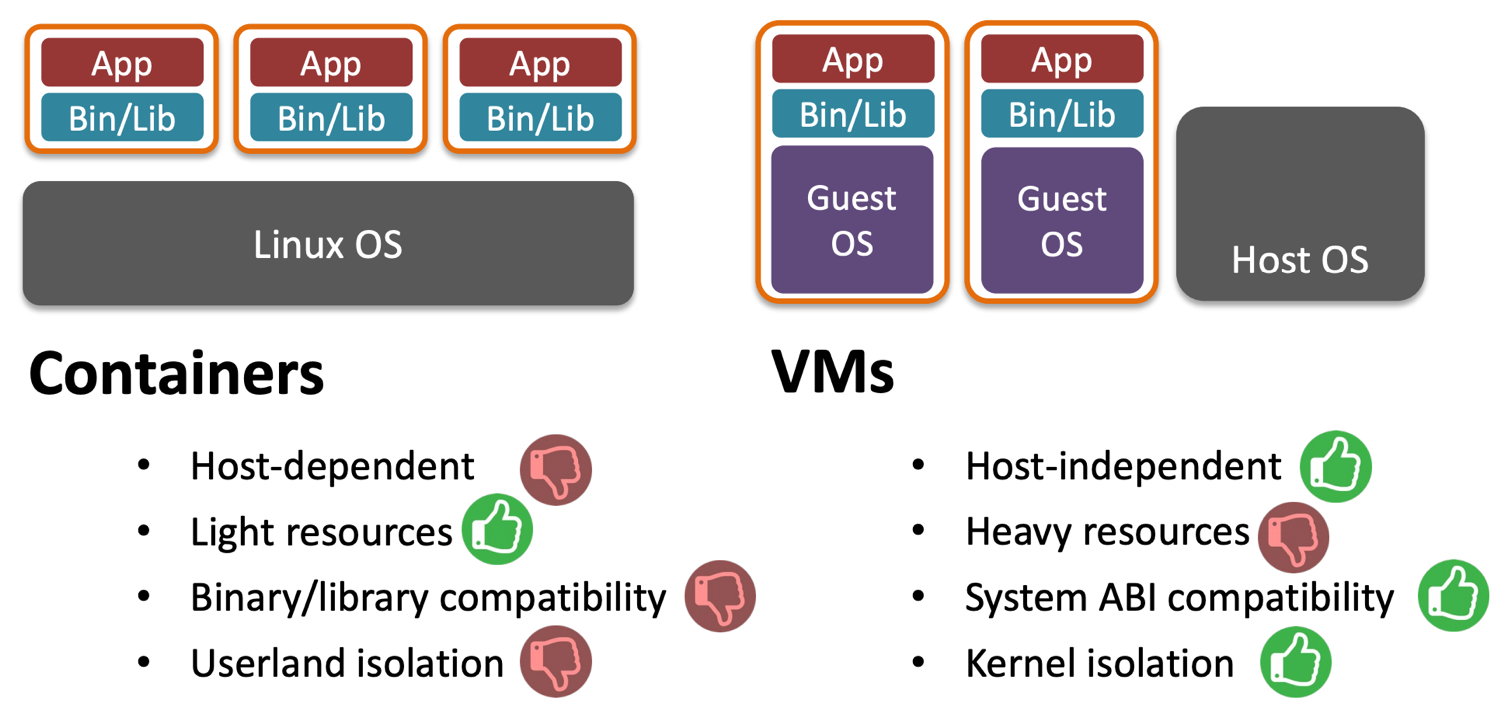 App
App
App
Bin/Lib
Bin/Lib
Bin/Lib
Linux OS
App
App
Bin/Lib
Bin/Lib
Guest
OS
Guest
OS
Host OS
Containers
• Host-dependent
• Light resources
• Binary/library compatibility
• Userland isolation
VMs
• Host-independent
• Heavy resources
• System ABI compatibility
• Kernel isolation